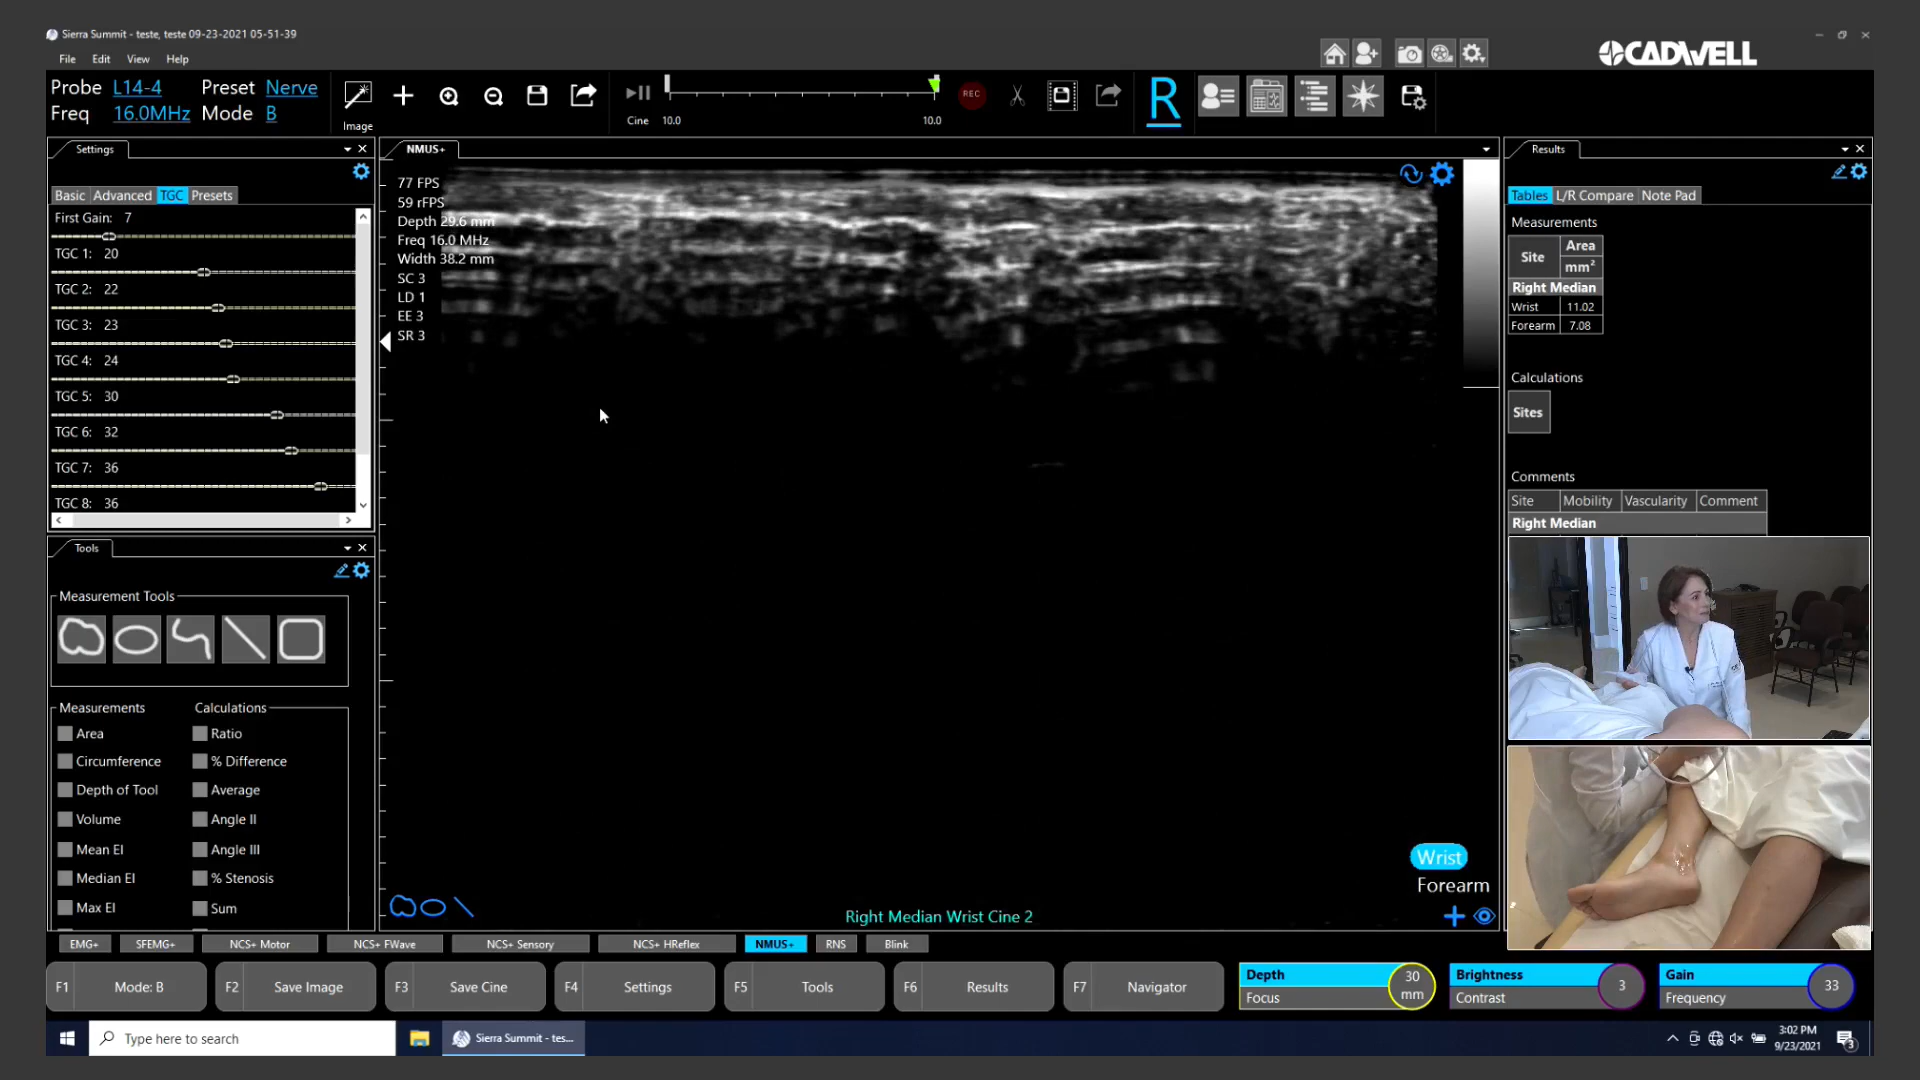 Sierra Summit - teste, teste 09-23-2021 05-51-39
File Edit View Help
CADWELL
Probe L14-4 Preset Nerve
Freq 16.0MHz Mode B
Image
Cine 10.0 10.0
REC
R
Settings
NMUS+
Results
Basic Advanced TGC Presets
First Gain: 7
TGC 1: 20
TGC 2: 22
TGC 3: 23
TGC 4: 24
TGC 5: 30
TGC 6: 32
TGC 7: 36
TGC 8: 36
77 FPS
59 rFPS
Depth 29.6 mm
Freq 16.0 MHz
Width 38.2 mm
SC 3
LD 1
EE 3
SR 3
Tables L/R Compare Note Pad
Measurements
Site Area mm²
Right Median
Wrist 11.02
Forearm 7.08
Calculations
Sites
Comments
Site Mobility Vascularity Comment
Right Median
Tools
Measurement Tools
Measurements Calculations
Area Ratio
Circumference % Difference
Depth of Tool Average
Volume Angle II
Mean EI Angle III
Median EI % Stenosis
Max EI Sum
Wrist
Forearm
Right Median Wrist Cine 2
EMG+ SFEMG+ NCS+ Motor NCS+ FWave NCS+ Sensory NCS+ HReflex NMUS+ RNS Blink
F1 Mode: B F2 Save Image F3 Save Cine F4 Settings F5 Tools F6 Results F7 Navigator
Depth 30 mm
Focus
Brightness 3
Contrast
Gain 33
Frequency
Type here to search
Sierra Summit - tes...
3:02 PM
9/23/2021
3